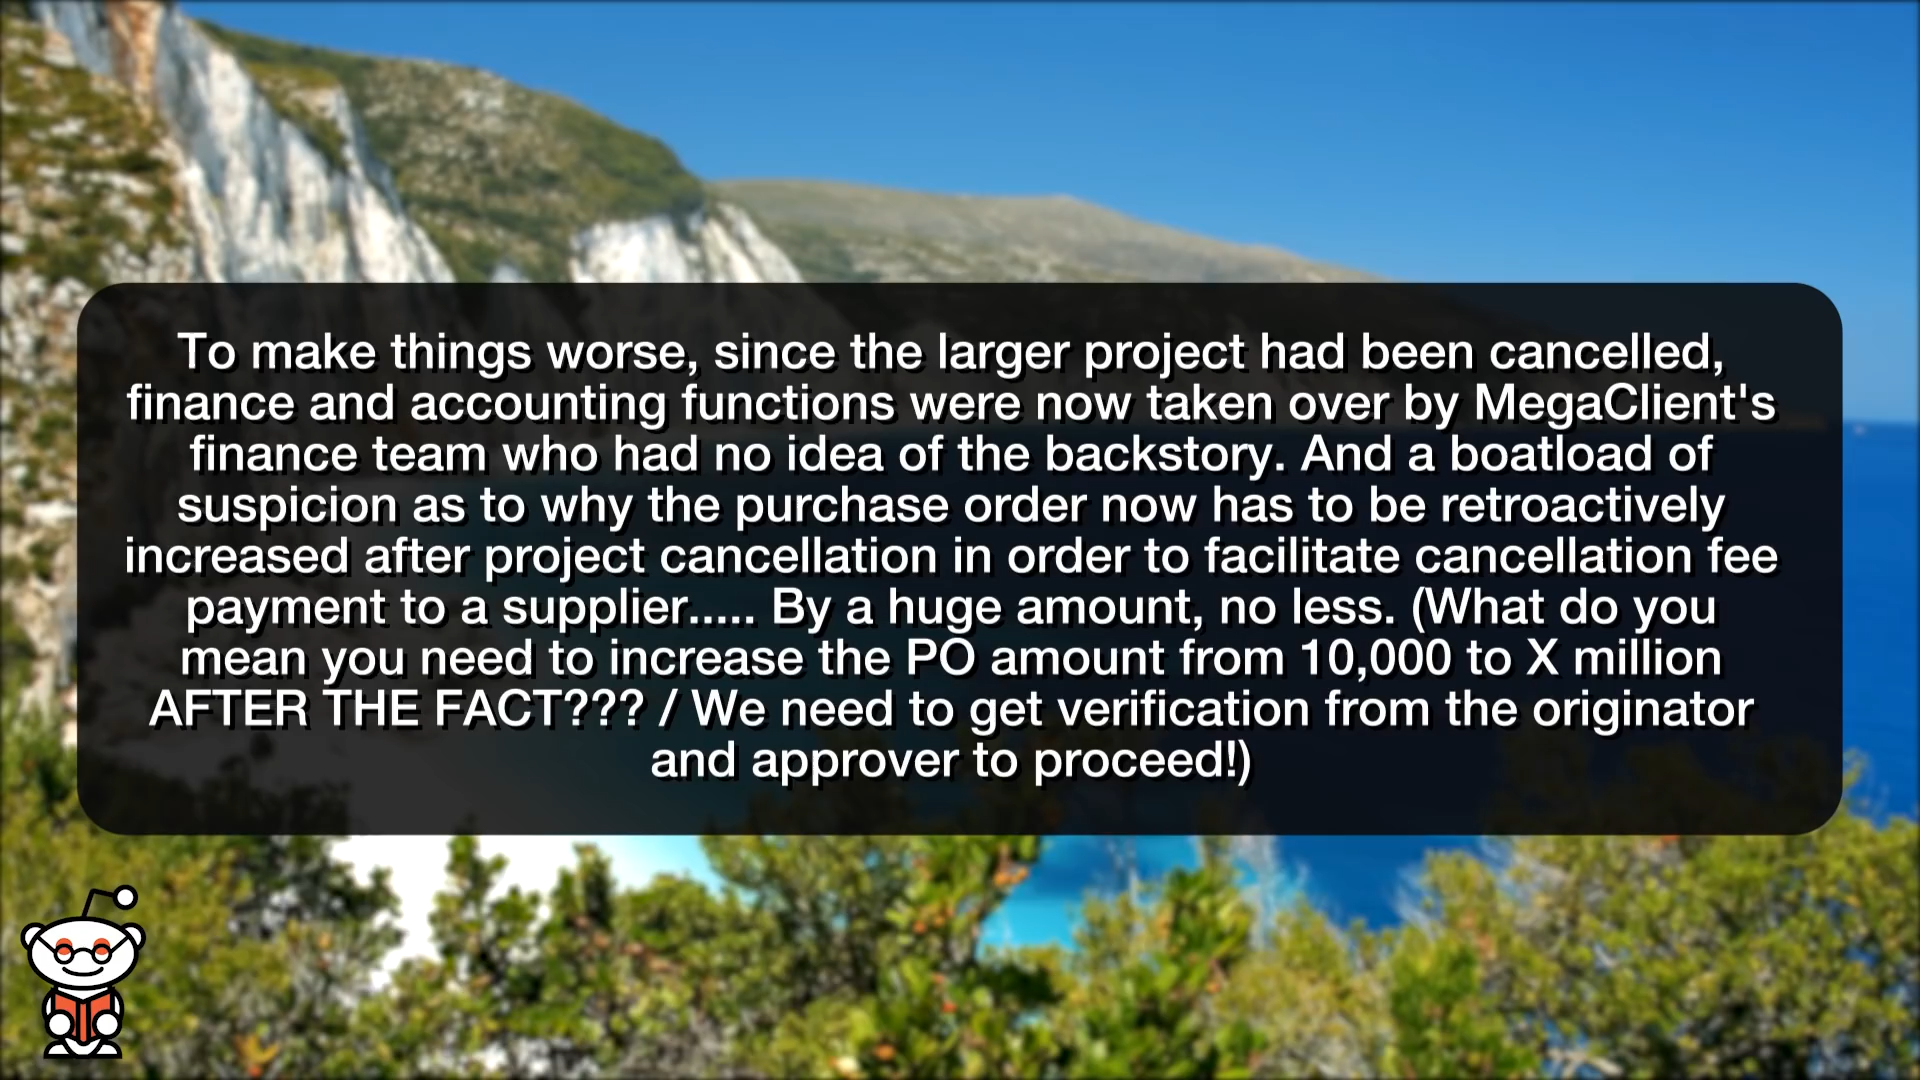 To make things worse, since the larger project had been cancelled,
finance and accounting functions were now taken over by MegaClient's
finance team who had no idea of the backstory. And a boatload of
suspicion as to why the purchase order now has to be retroactively
increased after project cancellation in order to facilitate cancellation fee
payment to a supplier..... By a huge amount, no less. (What do you
mean you need to increase the PO amount from 10,000 to X million
AFTER THE FACT??? / We need to get verification from the originator
and approver to proceed!)